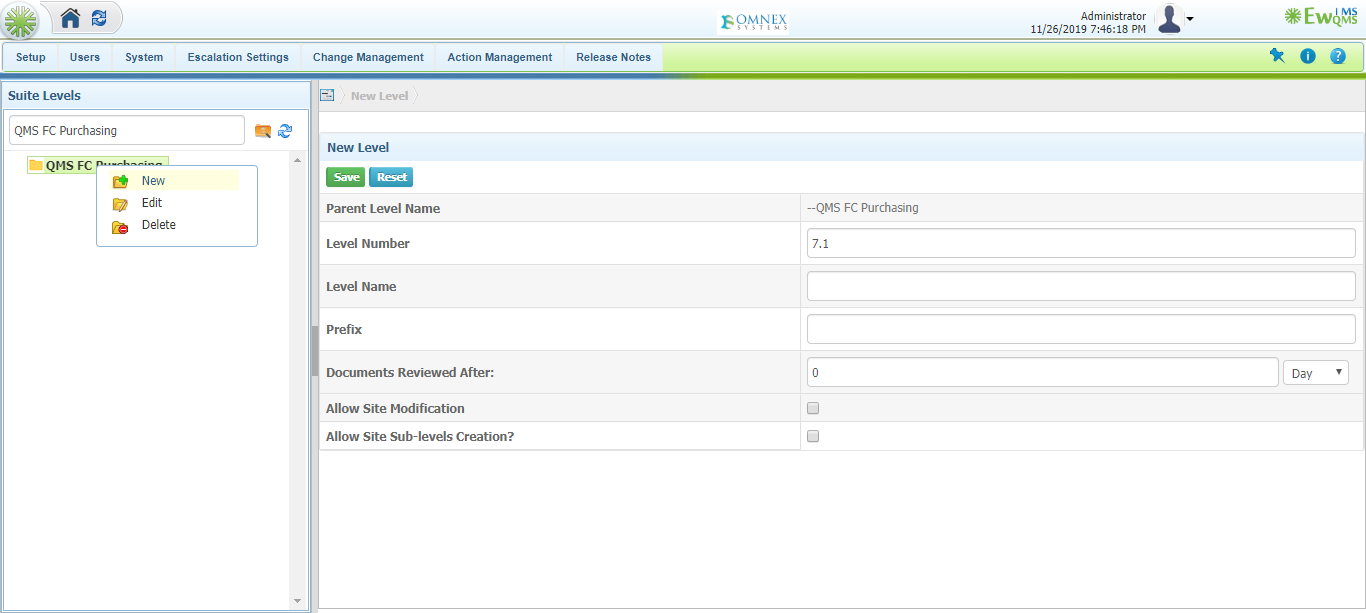 OMNEX
SYSTEMS
Administrator
11/26/2019 7:46:18 PM
EwIMS
QMS
Setup Users System Escalation Settings Change Management Action Management Release Notes
Suite Levels
QMS FC Purchasing
QMS FC Purchasing
New
Edit
Delete
New Level
New Level
Save Reset
Parent Level Name --QMS FC Purchasing
Level Number 7.1
Level Name
Prefix
Documents Reviewed After: 0 Day
Allow Site Modification
Allow Site Sub-levels Creation?